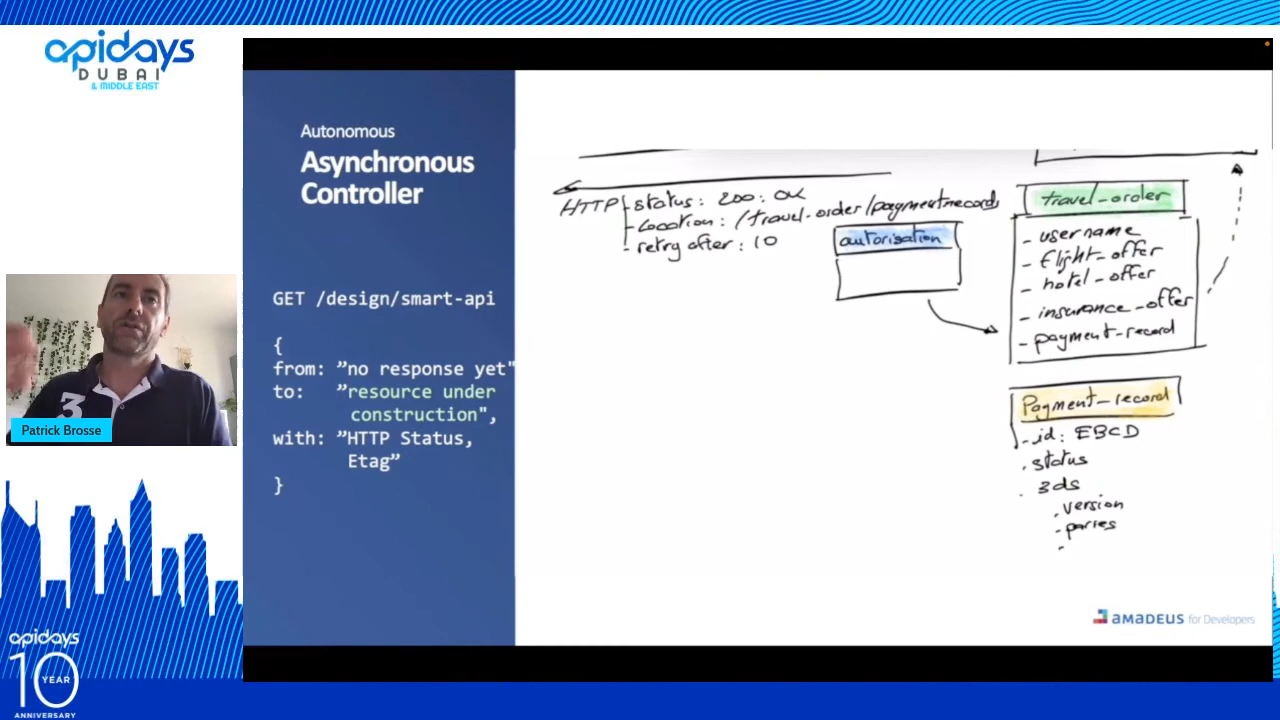 apidays
DUBAI
& MIDDLE EAST
Autonomous
Asynchronous
Controller
GET /design/smart-api
{
from: ”no response yet"
to: ”resource under
construction",
with: ”HTTP Status,
Etag”
}
HTTP - status : 200 : OK
- Location : /travel-order/paymentrecords
- retry after : 10
autorisation
travel-order
- username
- flight-offer
- hotel-offer
- insurance-offer
- payment-record
Payment-record
- id : EBCD
. status
. 3ds
. version
- parres
-
amadeus for Developers
3
Patrick Brosse
apidays
10
YEAR
ANNIVERSARY